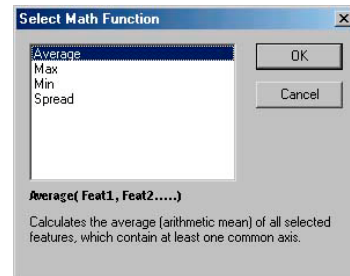 Select Math Function
Average
Max
Min
Spread
OK
Cancel
Average( Feat1, Feat2.....)
Calculates the average (arithmetic mean) of all selected
features, which contain at least one common axis.